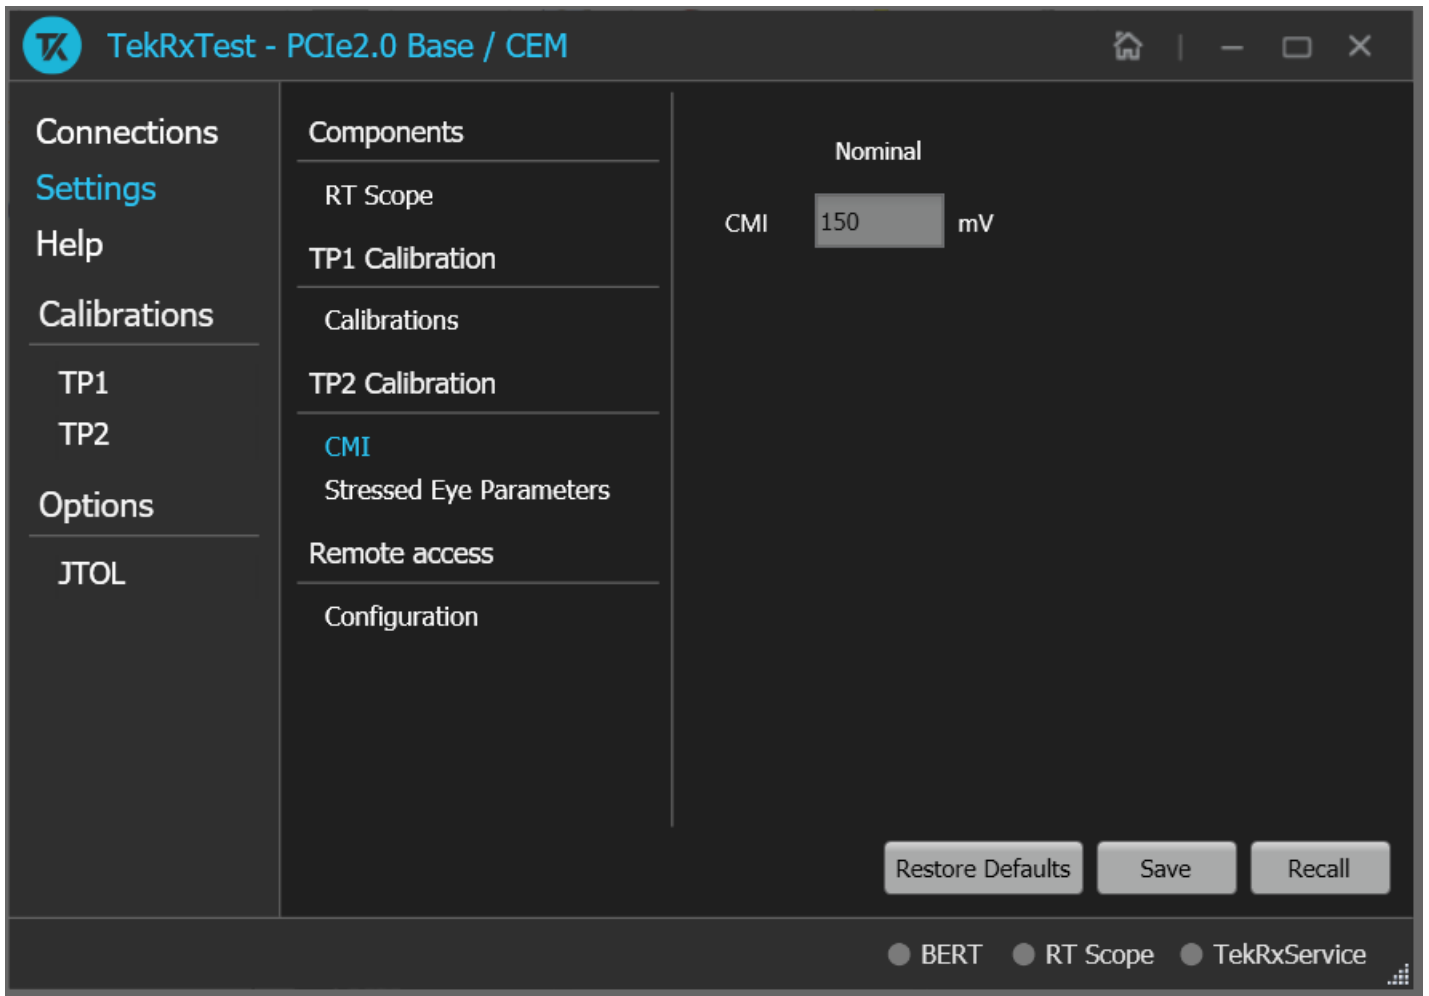 TekRxTest - PCIe2.0 Base / CEM
Connections
Settings
Help
Calibrations
TP1
TP2
Options
JTOL
Components
RT Scope
TP1 Calibration
Calibrations
TP2 Calibration
CMI
Stressed Eye Parameters
Remote access
Configuration
Nominal
CMI 150 mV
Restore Defaults Save Recall
BERT RT Scope TekRxService